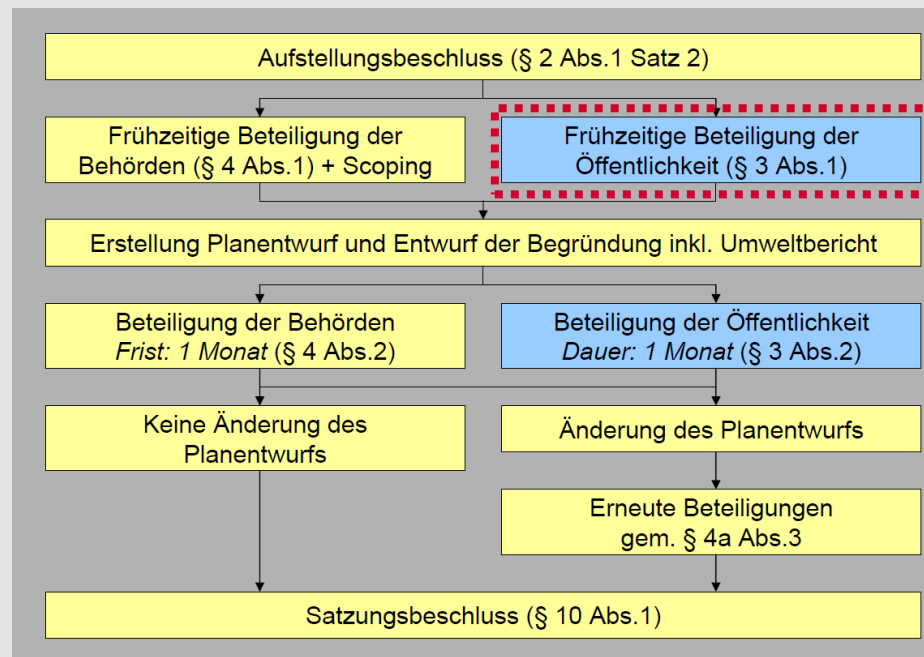 Aufstellungsbeschluss (§ 2 Abs.1 Satz 2)
Frühzeitige Beteiligung der
Behörden (§ 4 Abs.1) + Scoping
Frühzeitige Beteiligung der
Öffentlichkeit (§ 3 Abs.1)
Erstellung Planentwurf und Entwurf der Begründung inkl. Umweltbericht
Beteiligung der Behörden
Frist: 1 Monat (§ 4 Abs.2)
Beteiligung der Öffentlichkeit
Dauer: 1 Monat (§ 3 Abs.2)
Keine Änderung des
Planentwurfs
Änderung des Planentwurfs
Erneute Beteiligungen
gem. § 4a Abs.3
Satzungsbeschluss (§ 10 Abs.1)